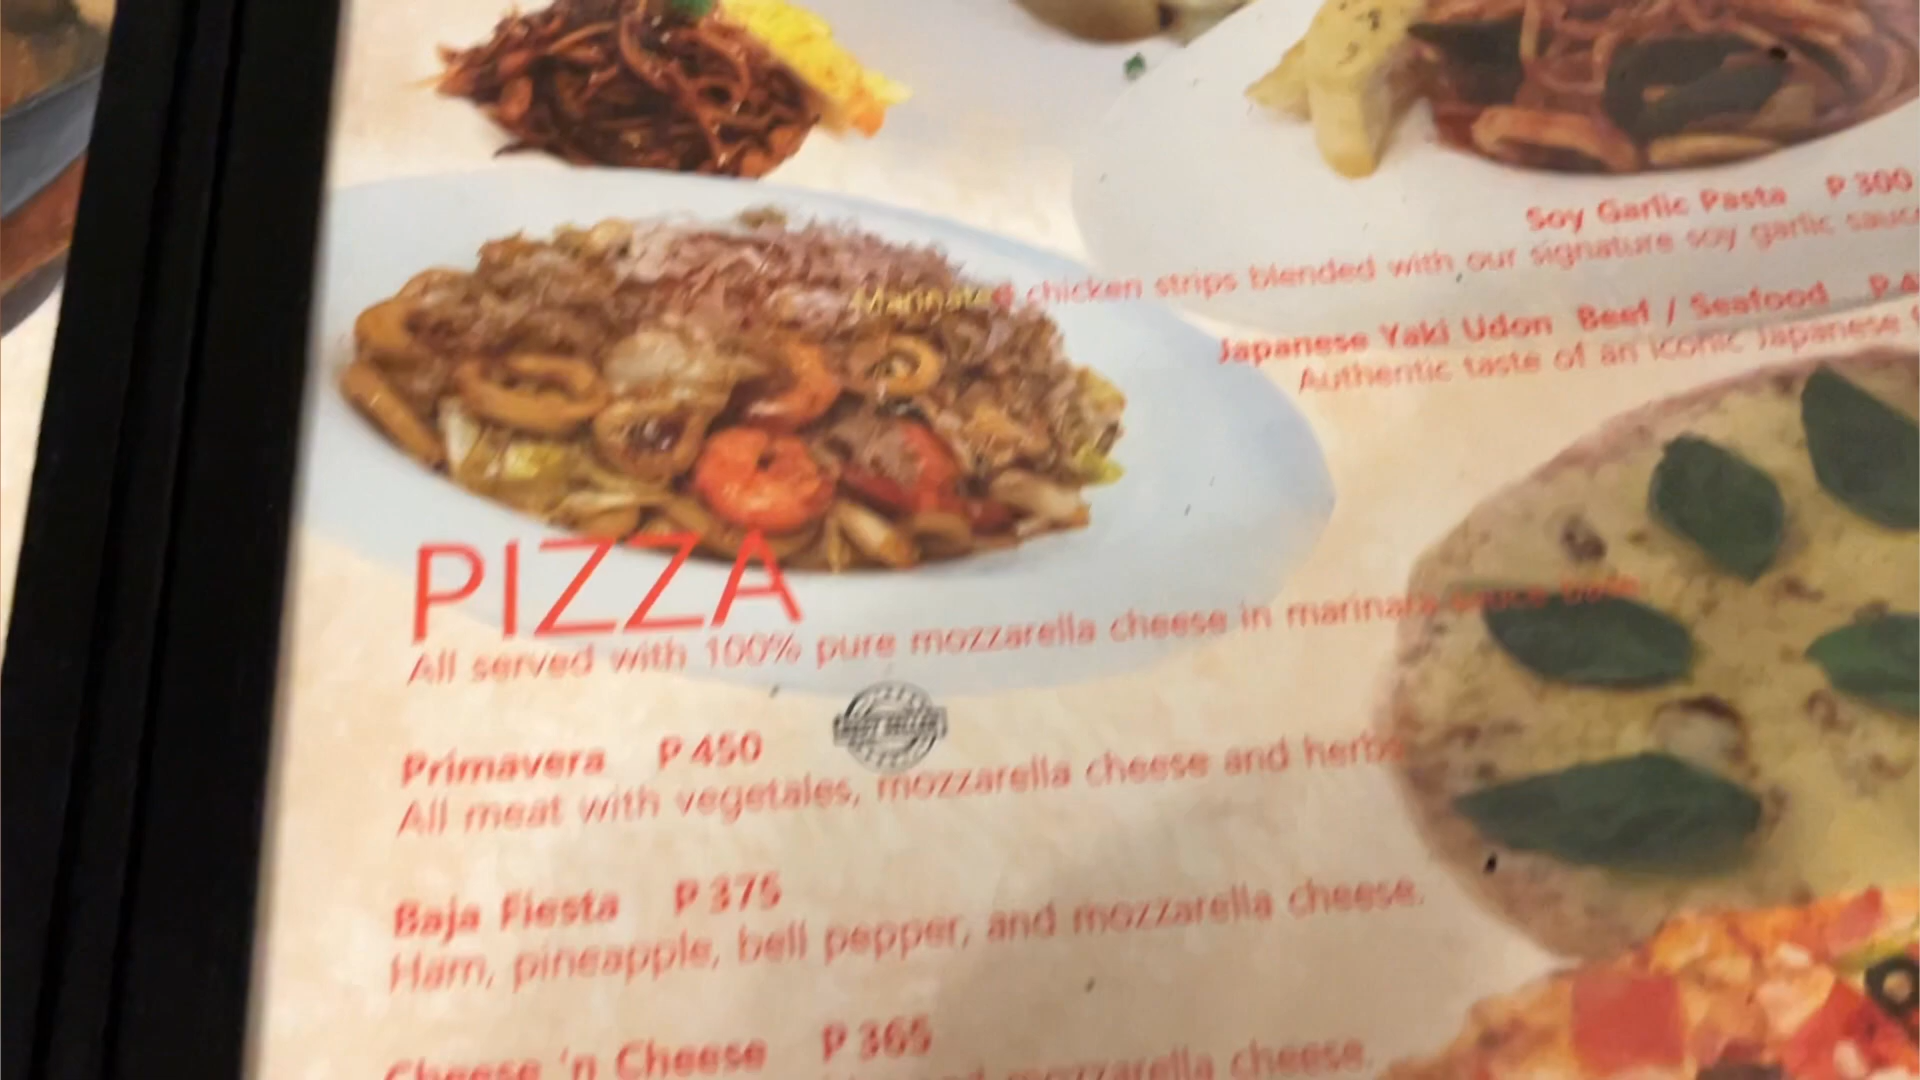 Soy Garlic Pasta P 300
Marinated chicken strips blended with our signature soy garlic sauce
Japanese Yaki Udon Beef / Seafood
Authentic taste of an iconic Japanese
PIZZA
All served with 100% pure mozzarella cheese in marinara sauce
Primavera P 450
All meat with vegetales, mozzarella cheese and herbs
Baja Fiesta P 375
Ham, pineapple, bell pepper, and mozzarella cheese.
Cheese 'n Cheese P 365
mozzarella cheese.